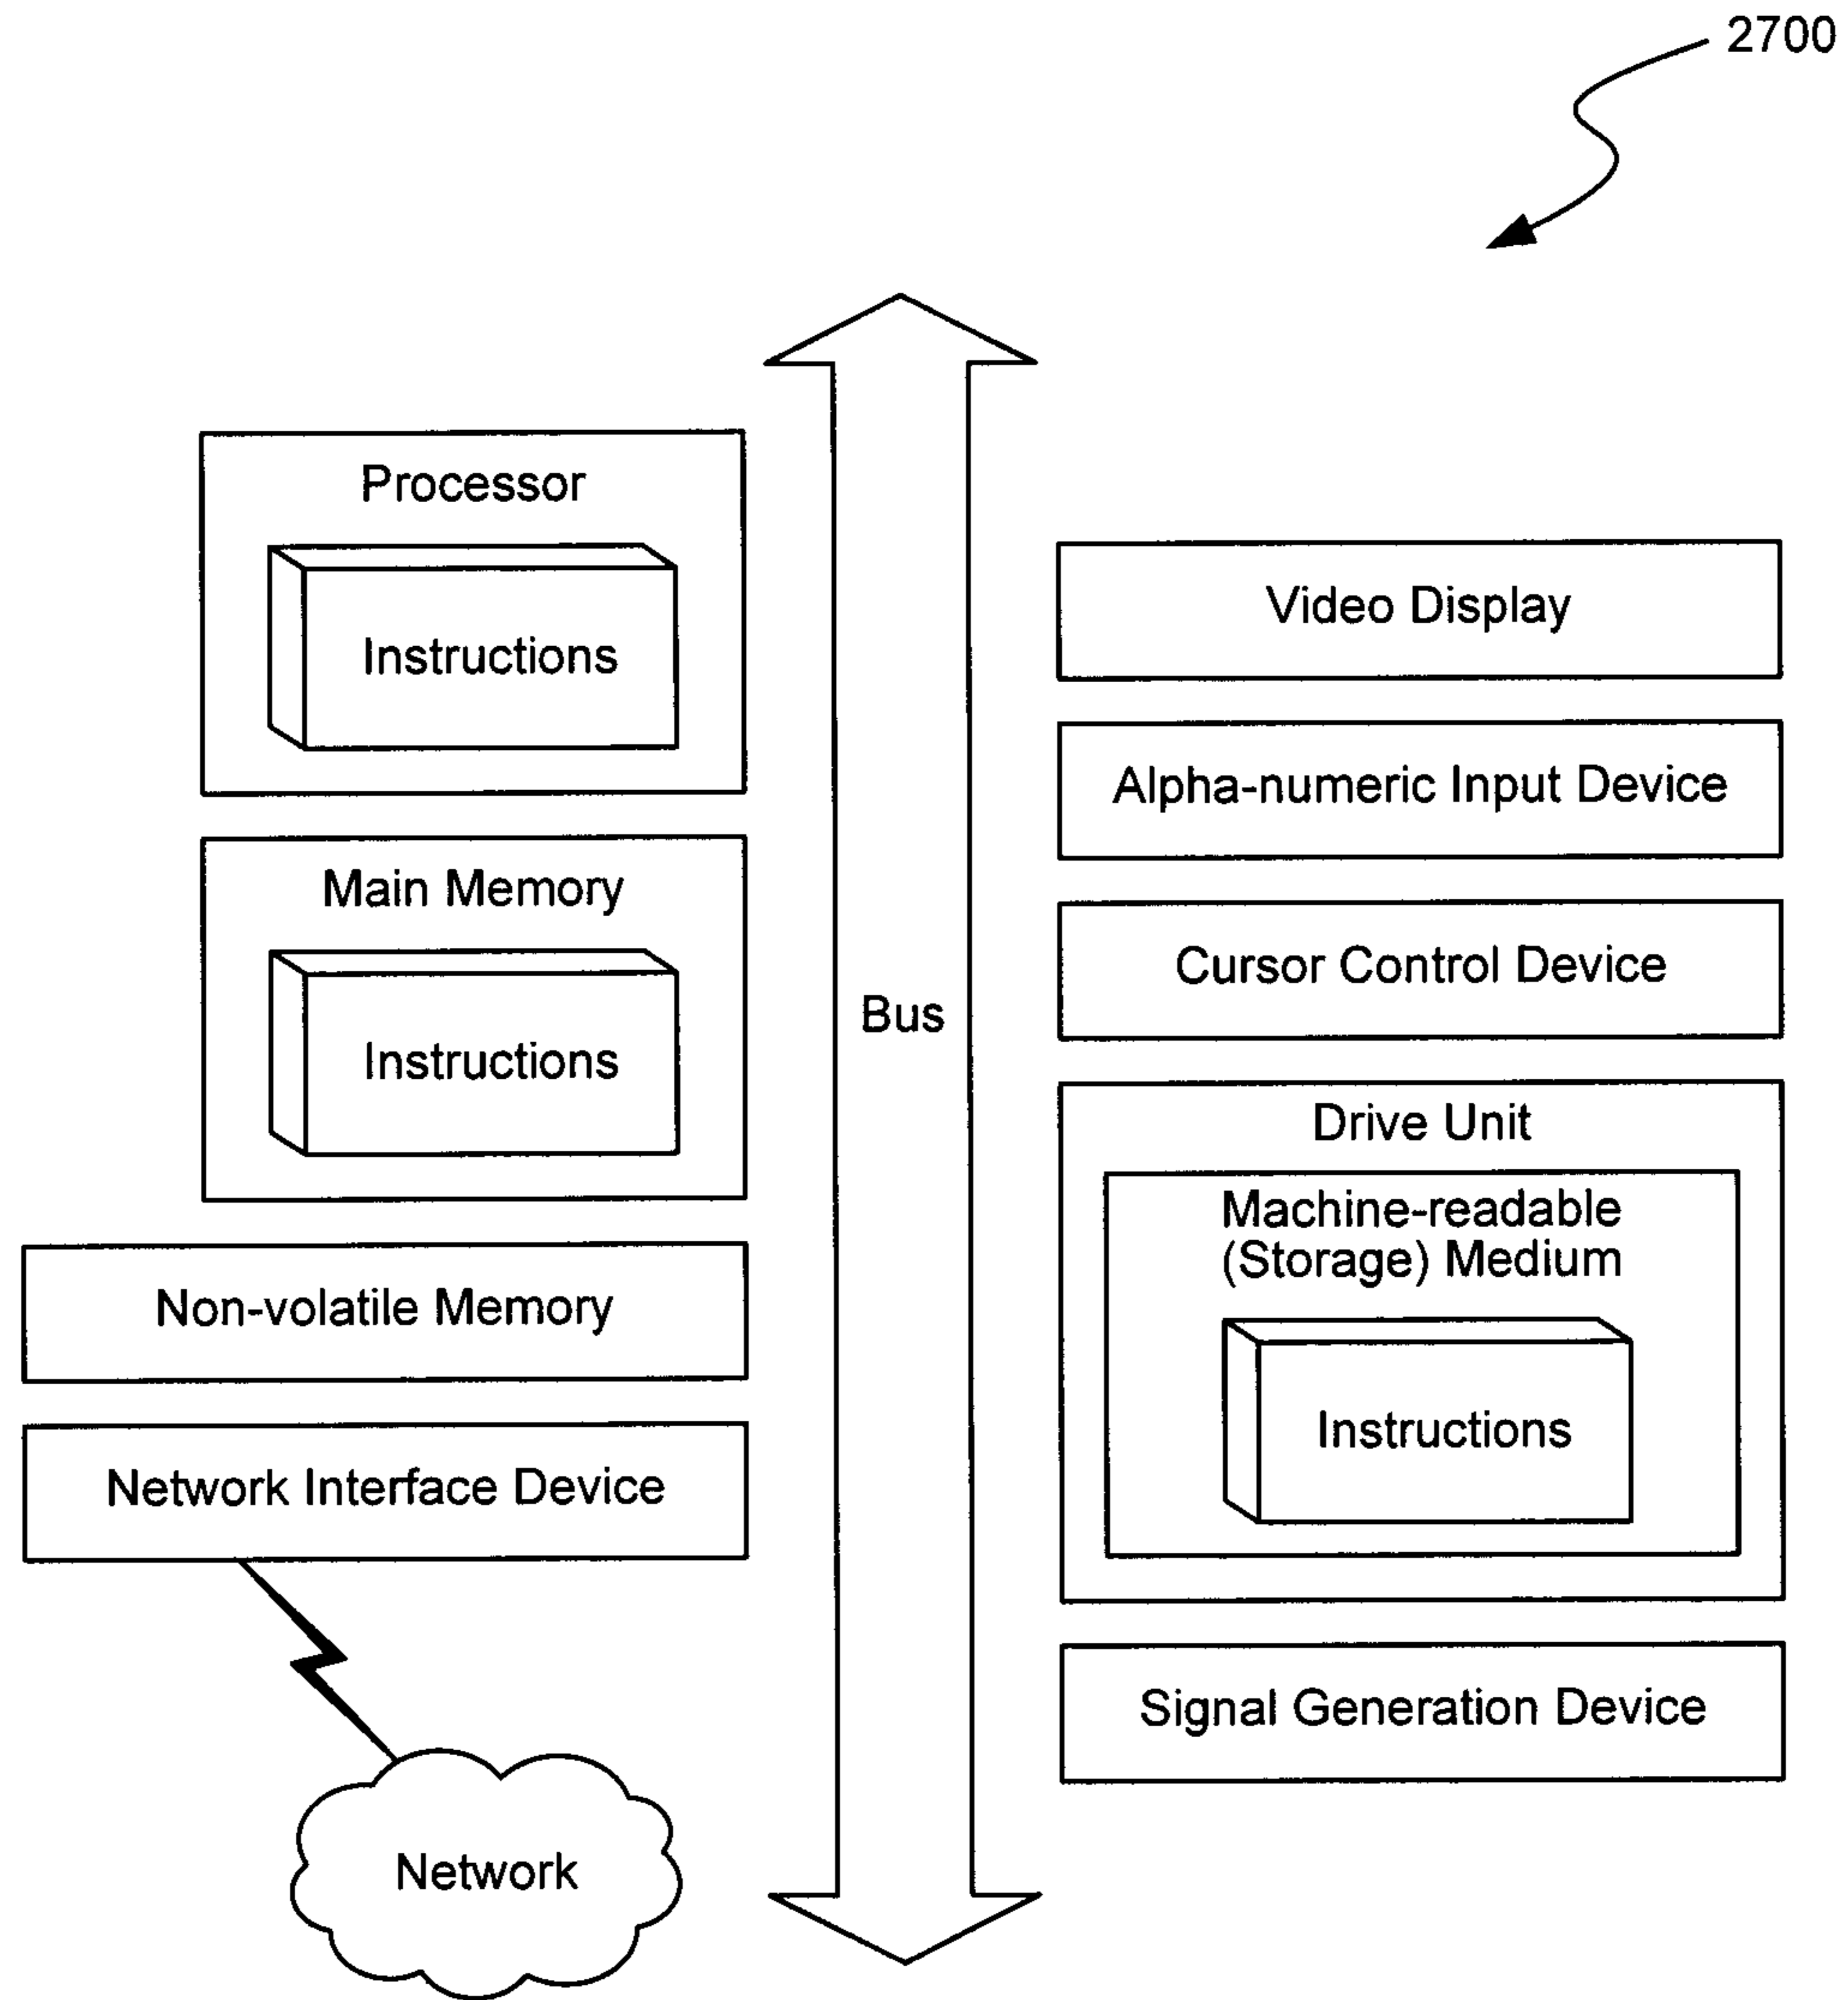 2700
Processor
Instructions
Main Memory
Instructions
Non-volatile Memory
Network Interface Device
Network
Bus
Video Display
Alpha-numeric Input Device
Cursor Control Device
Drive Unit
Machine-readable
(Storage) Medium
Instructions
Signal Generation Device